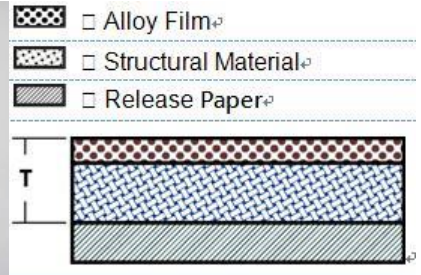 □ Alloy Film↵
□ Structural Material↵
□ Release Paper↵
T
↵